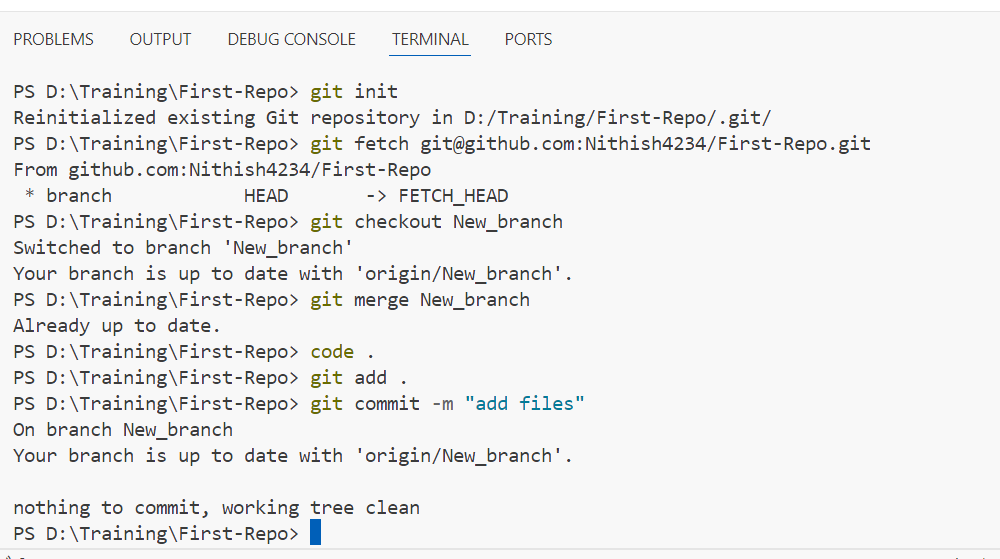 PROBLEMS OUTPUT DEBUG CONSOLE TERMINAL PORTS
PS D:\Training\First-Repo> git init
Reinitialized existing Git repository in D:/Training/First-Repo/.git/
PS D:\Training\First-Repo> git fetch git@github.com:Nithish4234/First-Repo.git
From github.com:Nithish4234/First-Repo
 * branch            HEAD       -> FETCH_HEAD
PS D:\Training\First-Repo> git checkout New_branch
Switched to branch 'New_branch'
Your branch is up to date with 'origin/New_branch'.
PS D:\Training\First-Repo> git merge New_branch
Already up to date.
PS D:\Training\First-Repo> code .
PS D:\Training\First-Repo> git add .
PS D:\Training\First-Repo> git commit -m "add files"
On branch New_branch
Your branch is up to date with 'origin/New_branch'.

nothing to commit, working tree clean
PS D:\Training\First-Repo>